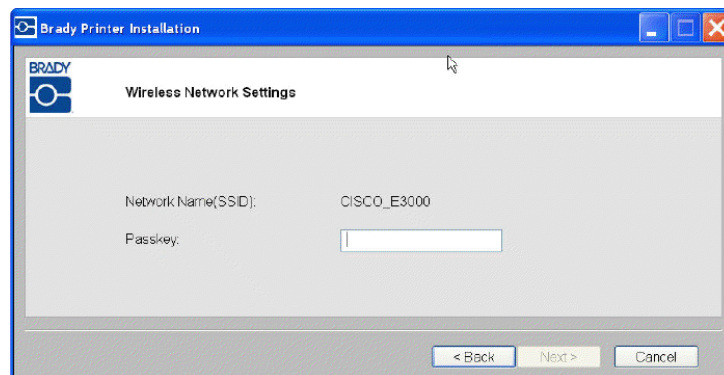 Brady Printer Installation
BRADY
Wireless Network Settings
Network Name(SSID): CISCO_E3000
Passkey:
< Back Next > Cancel